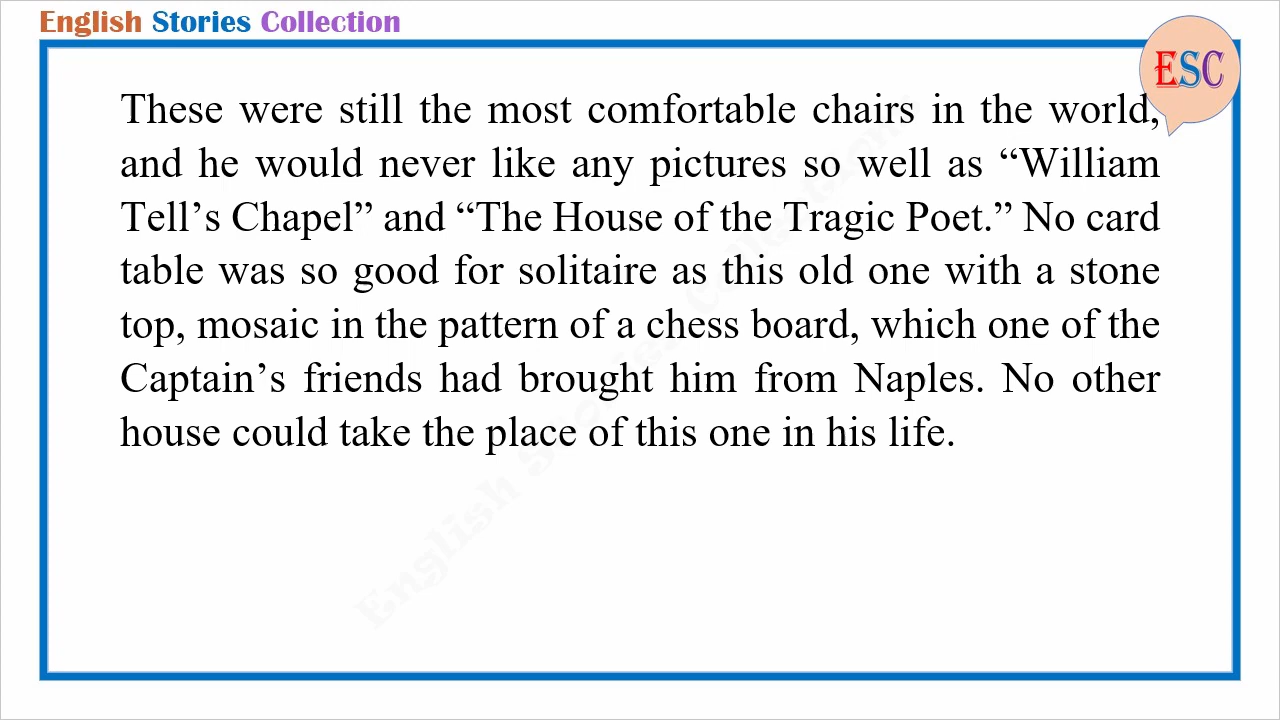 English Stories Collection
ESC
These were still the most comfortable chairs in the world,
and he would never like any pictures so well as “William
Tell’s Chapel” and “The House of the Tragic Poet.” No card
table was so good for solitaire as this old one with a stone
top, mosaic in the pattern of a chess board, which one of the
Captain’s friends had brought him from Naples. No other
house could take the place of this one in his life.
English Stories Collection